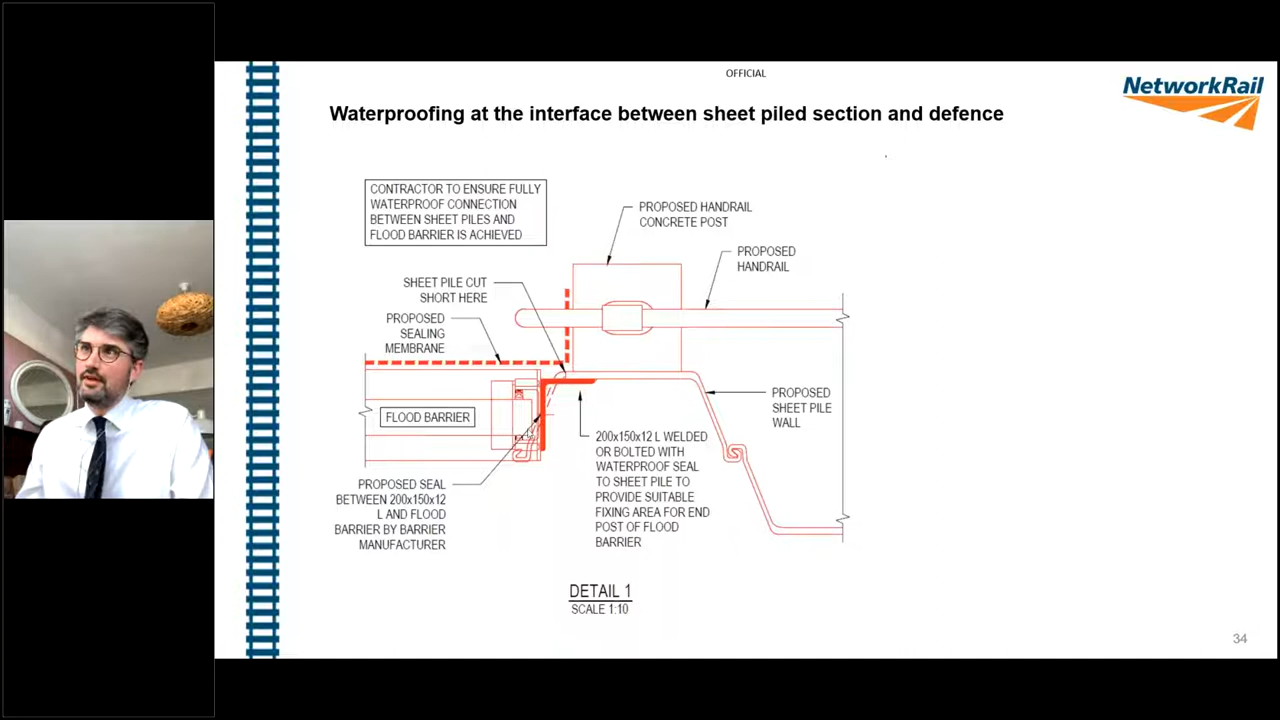 OFFICIAL
NetworkRail
Waterproofing at the interface between sheet piled section and defence
CONTRACTOR TO ENSURE FULLY
WATERPROOF CONNECTION
BETWEEN SHEET PILES AND
FLOOD BARRIER IS ACHIEVED
PROPOSED HANDRAIL
CONCRETE POST
PROPOSED
HANDRAIL
SHEET PILE CUT
SHORT HERE
PROPOSED
SEALING
MEMBRANE
FLOOD BARRIER
PROPOSED
SHEET PILE
WALL
200x150x12 L WELDED
OR BOLTED WITH
WATERPROOF SEAL
TO SHEET PILE TO
PROVIDE SUITABLE
FIXING AREA FOR END
POST OF FLOOD
BARRIER
PROPOSED SEAL
BETWEEN 200x150x12
L AND FLOOD
BARRIER BY BARRIER
MANUFACTURER
DETAIL 1
SCALE 1:10
34